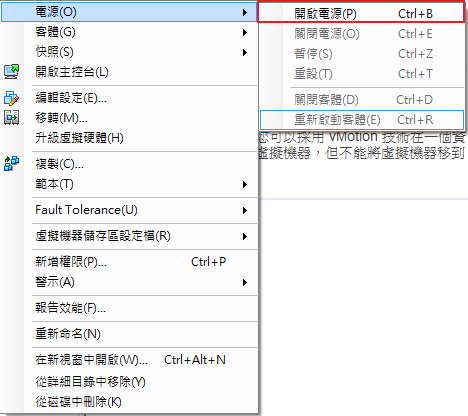 電源(O)
客體(G)
快照(S)
開啟主控台(L)
編輯設定(E)...
移轉(M)...
升級虛擬硬體(H)
複製(C)...
範本(T)
Fault Tolerance(U)
虛擬機器儲存區設定檔(R)
新增權限(P)... Ctrl+P
警示(A)
報告效能(F)...
重新命名(N)
在新視窗中開啟(W)... Ctrl+Alt+N
從詳細目錄中移除(Y)
從磁碟中刪除(K)
開啟電源(P) Ctrl+B
關閉電源(O) Ctrl+E
暫停(S) Ctrl+Z
重設(T) Ctrl+T
關閉客體(D) Ctrl+D
重新啟動客體(E) Ctrl+R
您可以採用 VMotion 技術在一個資
虛擬機器，但不能將虛擬機器移到